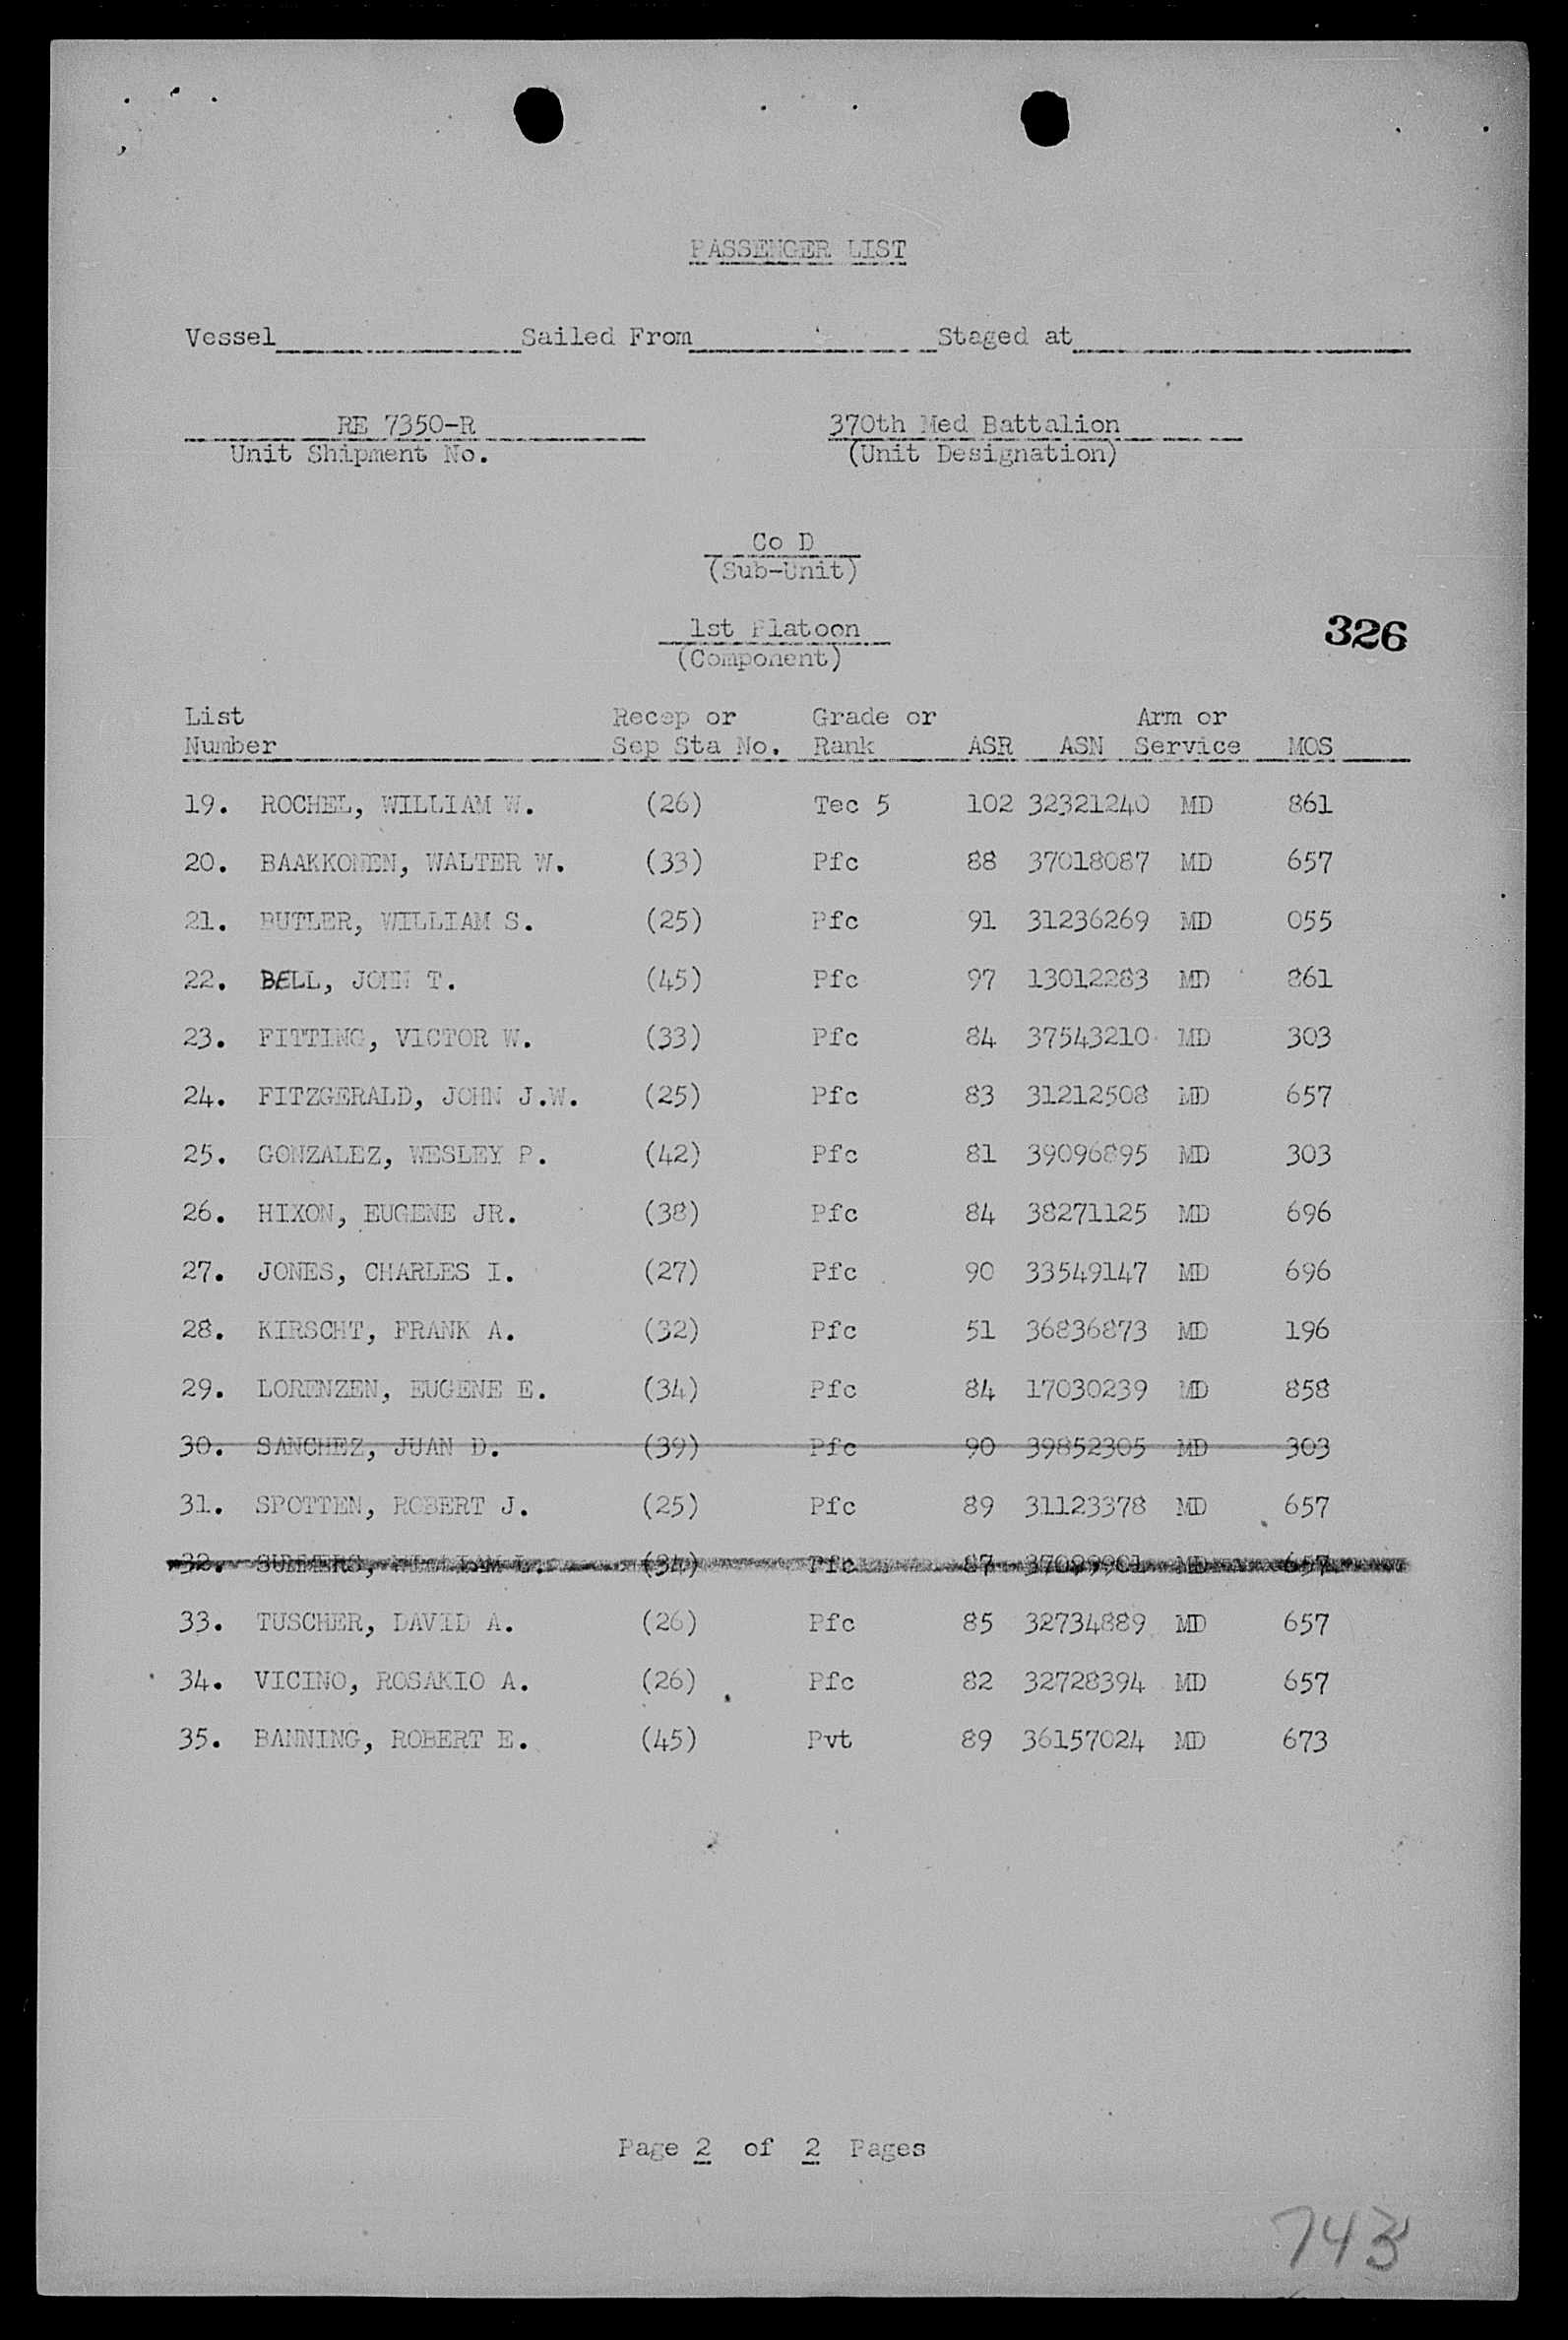 PASSENGER LIST
Vessel Sailed From Staged at
RE 7350-R 370th Med Battalion
Unit Shipment No. (Unit Designation)
Co D
(Sub-Unit)
1st Platoon
326
(Component)
List Recep or Grade or Arm or
Number Sep Sta No. Rank ASR ASN Service MOS
19. ROCHEL, WILLIAM W. (26) Tec 5 102 32321240 MD 861
20. BAAKKONEN, WALTER W. (33) Pfc 88 37018087 MD 657
21. BUTLER, WILLIAM S. (25) Pfc 91 31236269 MD 055
22. BELL, JOHN T. (45) Pfc 97 13012283 MD 861
23. FITTING, VICTOR W. (33) Pfc 84 37543210 MD 303
24. FITZGERALD, JOHN J.W. (25) Pfc 83 31212508 MD 657
25. GONZALEZ, WESLEY P. (42) Pfc 81 39096895 MD 303
26. HIXON, EUGENE JR. (38) Pfc 84 38271125 MD 696
27. JONES, CHARLES I. (27) Pfc 90 33549147 MD 696
28. KIRSCHT, FRANK A. (32) Pfc 51 36836873 MD 196
29. LORENZEN, EUGENE E. (34) Pfc 84 17030239 MD 858
30. SANCHEZ, JUAN D. (39) Pfc 90 39852305 MD 303
31. SPOTTEN, ROBERT J. (25) Pfc 89 31123378 MD 657
32. SUMMERS, WILLIAM L. (34) Pfc 87 MD 657
33. TUSCHER, DAVID A. (26) Pfc 85 32734889 MD 657
34. VICINO, ROSAKIO A. (26) Pfc 82 32728394 MD 657
35. BANNING, ROBERT E. (45) Pvt 89 36157024 MD 673
Page 2 of 2 Pages
743